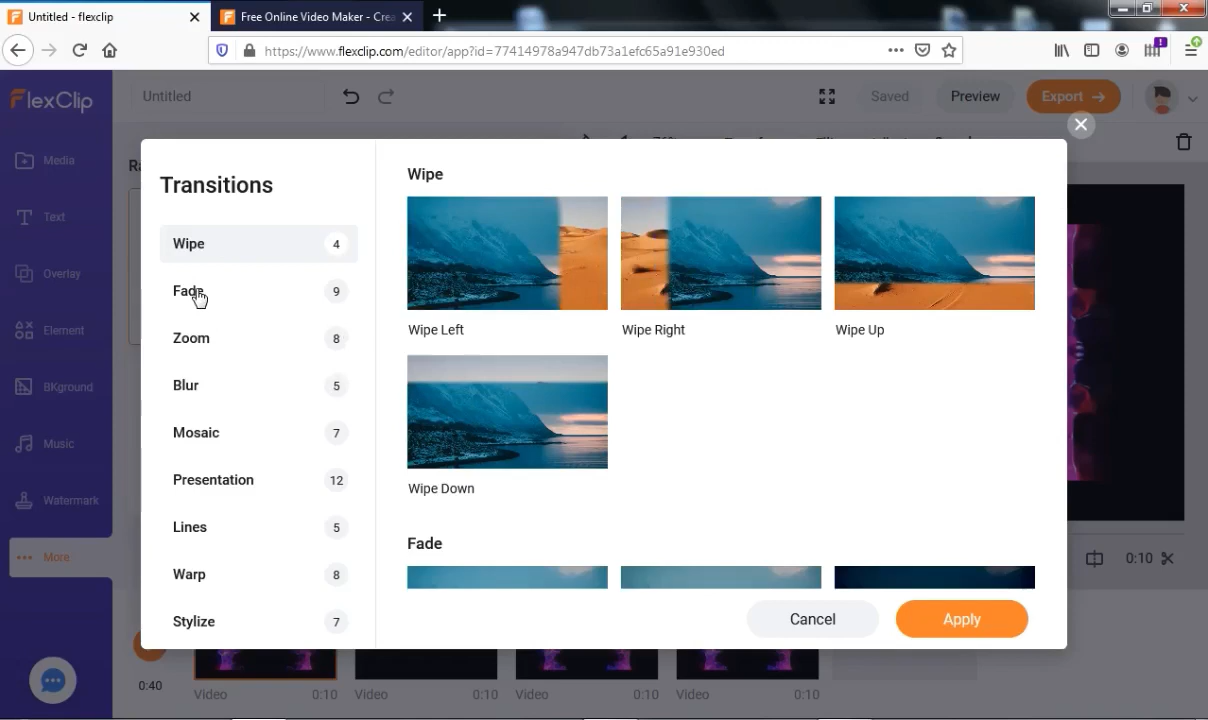 Untitled - flexclip
Free Online Video Maker - Crea
https://www.flexclip.com/editor/app?id=77414978a947db73a1efc65a91e930ed
FlexClip
Untitled
Saved
Preview
Export
Media
Text
Overlay
Element
BKground
Music
Watermark
More
Transitions
Wipe 4
Fade 9
Zoom 8
Blur 5
Mosaic 7
Presentation 12
Lines 5
Warp 8
Stylize 7
Wipe
Wipe Left
Wipe Right
Wipe Up
Wipe Down
Fade
Cancel
Apply
0:10
0:40
Video 0:10
Video 0:10
Video 0:10
Video 0:10